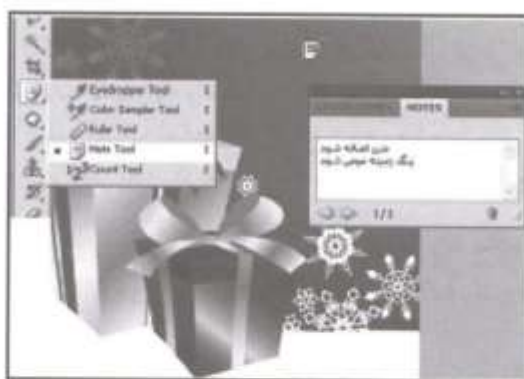 Eyedropper Tool I
Color Sampler Tool I
Ruler Tool I
Note Tool I
Count Tool I
NOTES
متن اضافه شود
رنگ زمینه عوض شود
1/1